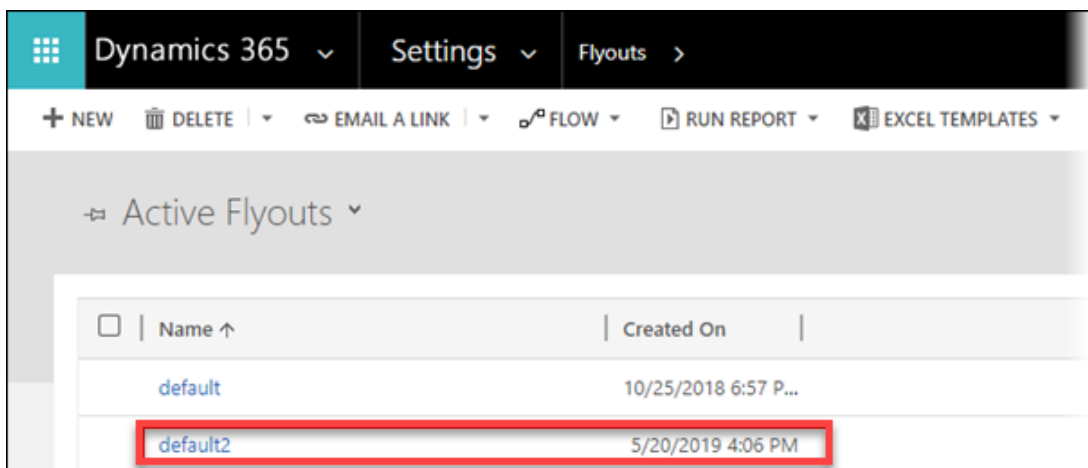 Dynamics 365 Settings Flyouts >
NEW DELETE EMAIL A LINK FLOW RUN REPORT EXCEL TEMPLATES
Active Flyouts
Name ↑ Created On
default 10/25/2018 6:57 P...
default2 5/20/2019 4:06 PM